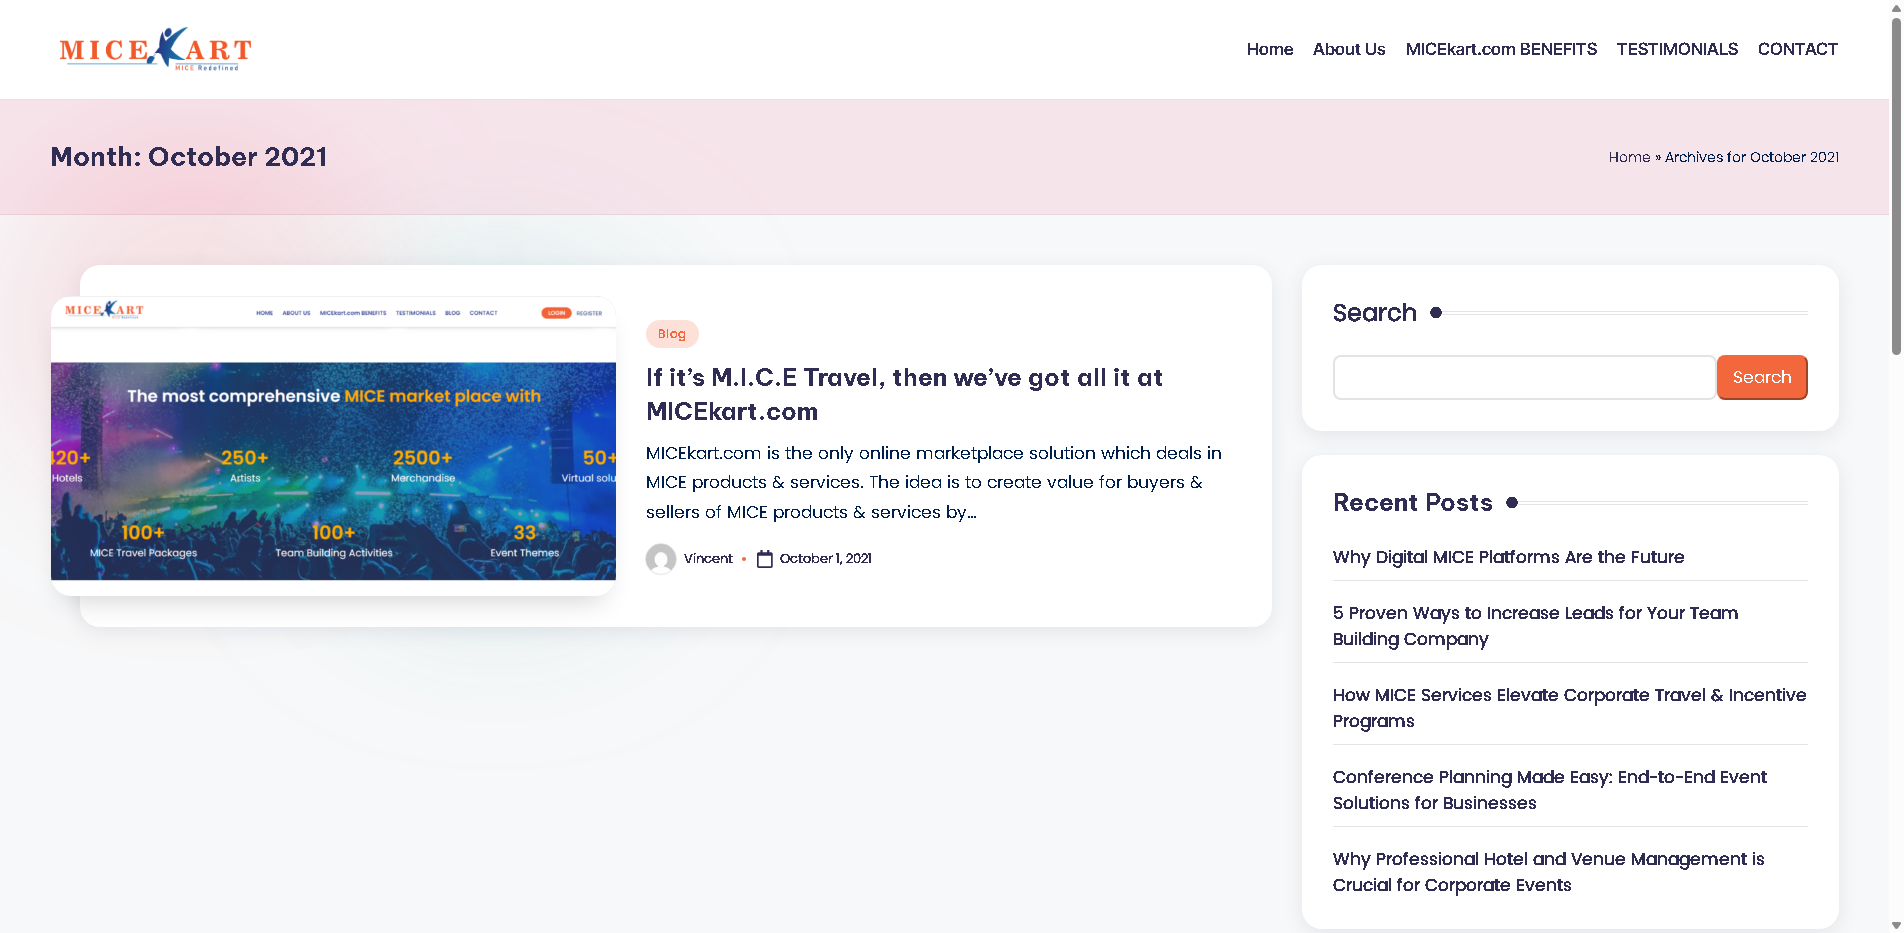 MICEKART
MICE Redefined
Home About Us MICEkart.com BENEFITS TESTIMONIALS CONTACT
Month: October 2021
Home » Archives for October 2021
MICEKART
HOME ABOUT US MICEkart.com BENEFITS TESTIMONIALS BLOG CONTACT LOGIN REGISTER
The most comprehensive MICE market place with
420+ 250+ 2500+ 50+
Hotels Artists Merchandise Virtual solu
100+ 100+ 33
MICE Travel Packages Team Building Activities Event Themes
Blog
If it’s M.I.C.E Travel, then we’ve got all it at
MICEkart.com
MICEkart.com is the only online marketplace solution which deals in
MICE products & services. The idea is to create value for buyers &
sellers of MICE products & services by…
Vincent • October 1, 2021
Search
Search
Recent Posts
Why Digital MICE Platforms Are the Future
5 Proven Ways to Increase Leads for Your Team
Building Company
How MICE Services Elevate Corporate Travel & Incentive
Programs
Conference Planning Made Easy: End-to-End Event
Solutions for Businesses
Why Professional Hotel and Venue Management is
Crucial for Corporate Events